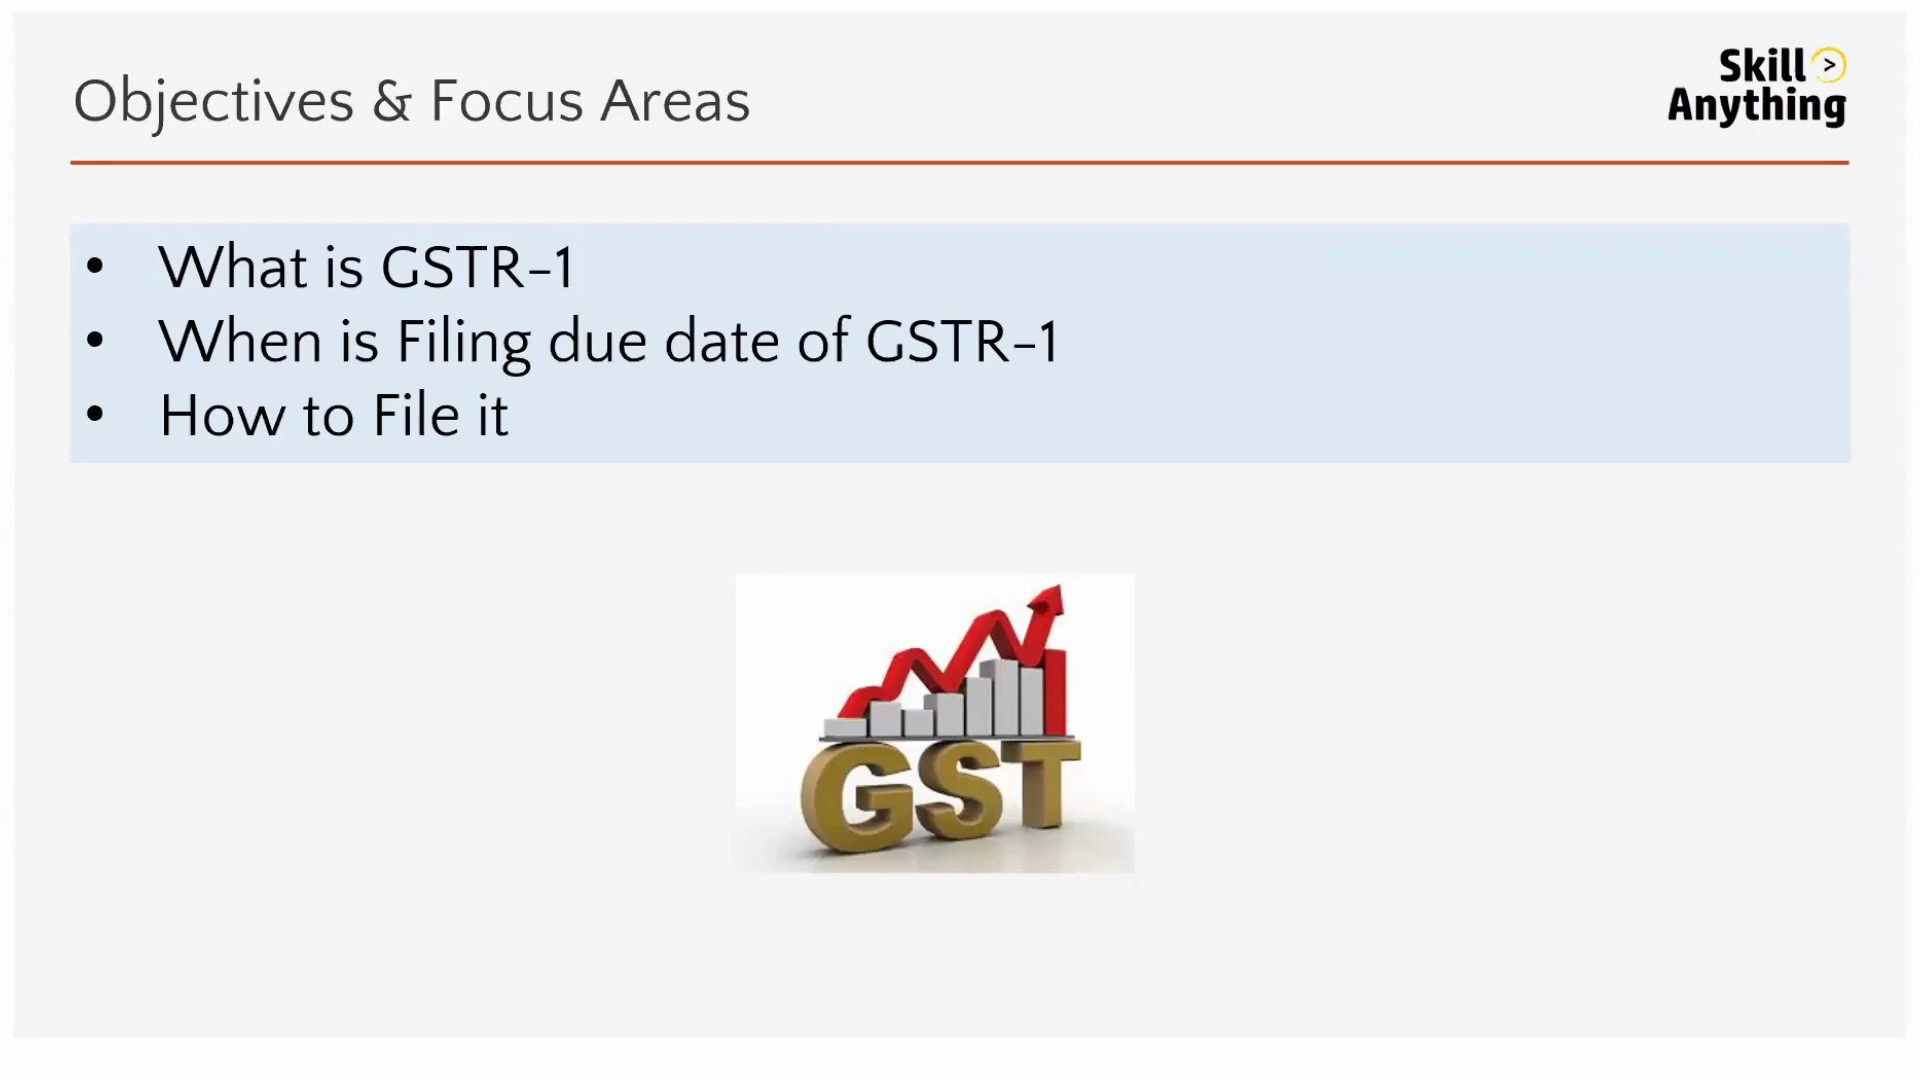 Objectives & Focus Areas
Skill
Anything
• What is GSTR-1
• When is Filing due date of GSTR-1
• How to File it
GST